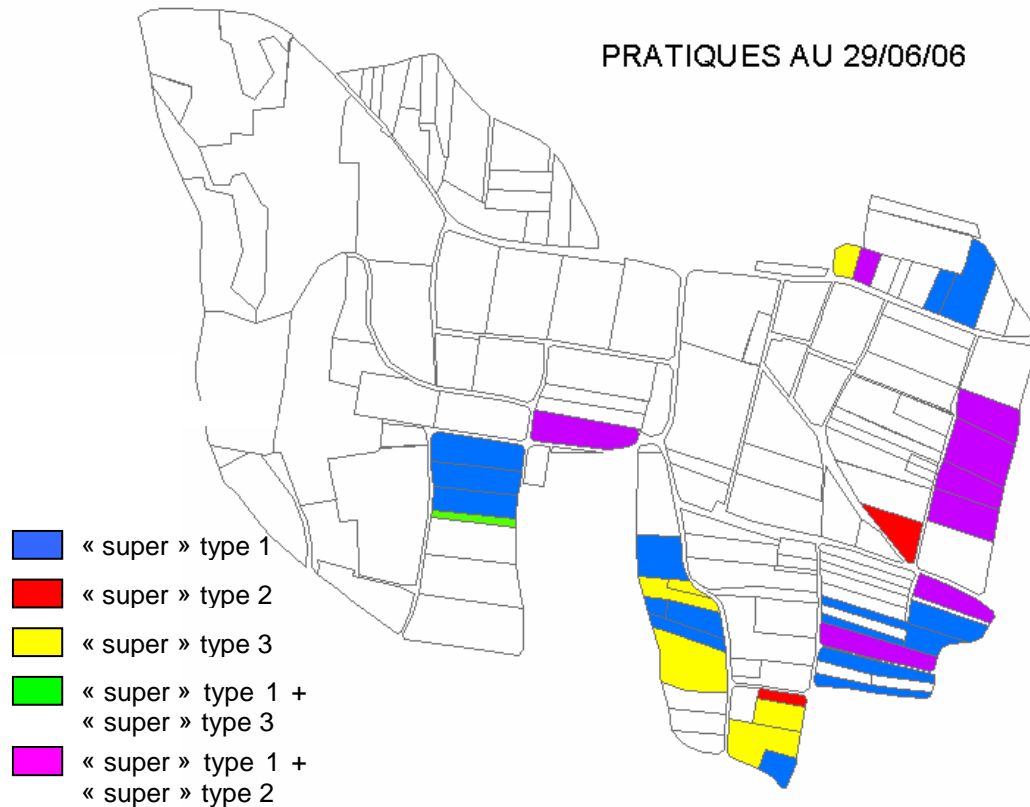 PRATIQUES AU 29/06/06
« super » type 1
« super » type 2
« super » type 3
« super » type 1 +
« super » type 3
« super » type 1 +
« super » type 2